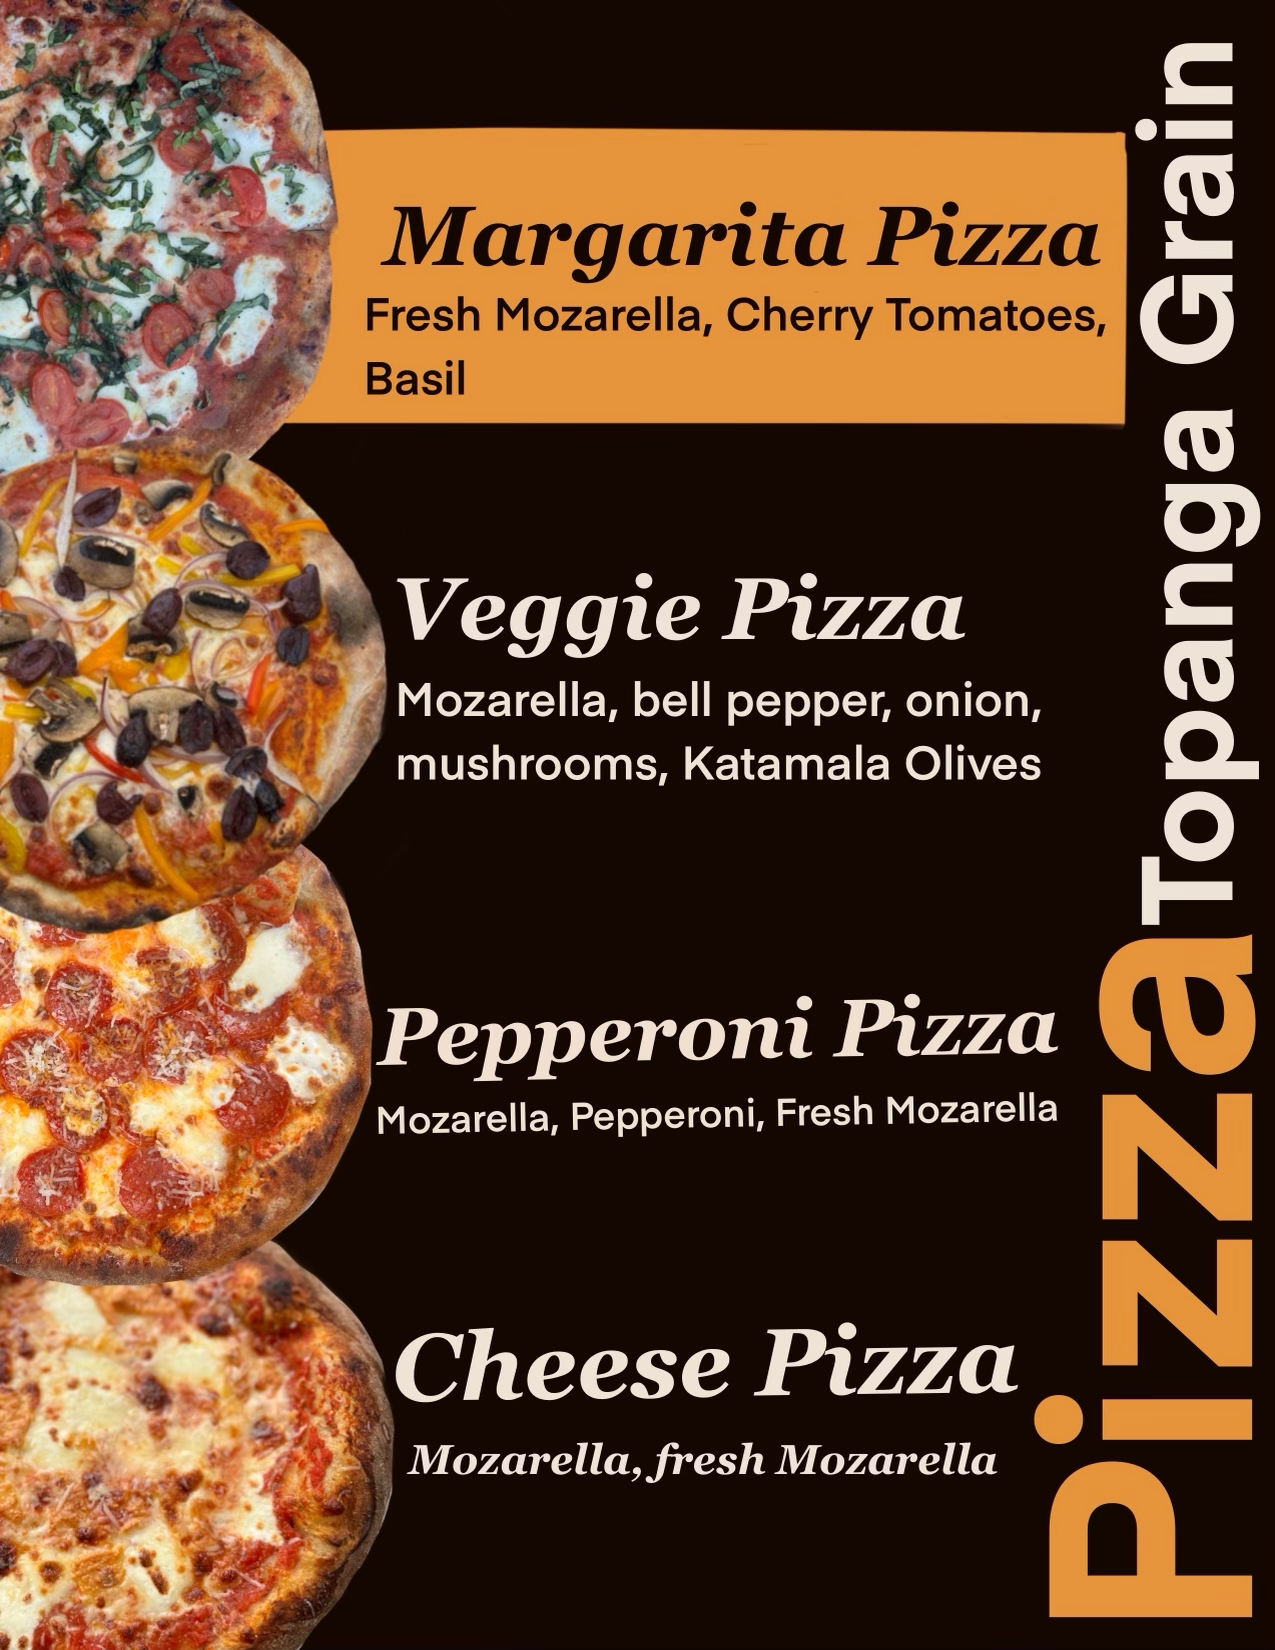 Margarita Pizza
Fresh Mozarella, Cherry Tomatoes,
Basil
Veggie Pizza
Mozarella, bell pepper, onion,
mushrooms, Katamala Olives
Pepperoni Pizza
Mozarella, Pepperoni, Fresh Mozarella
Cheese Pizza
Mozarella, fresh Mozarella
Pizza Topanga Grain